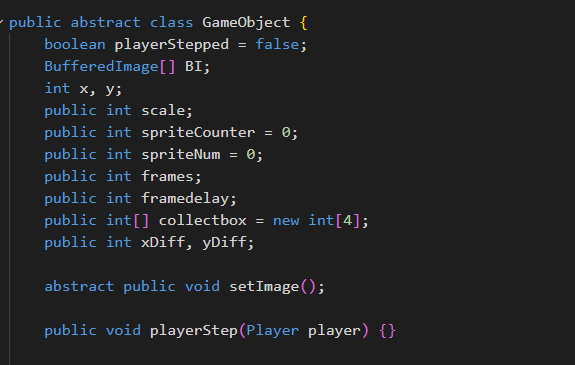 public abstract class GameObject {
boolean playerStepped = false;
BufferedImage[] BI;
int x, y;
public int scale;
public int spriteCounter = 0;
public int spriteNum = 0;
public int frames;
public int framedelay;
public int[] collectbox = new int[4];
public int xDiff, yDiff;
abstract public void setImage();
public void playerStep(Player player) {}